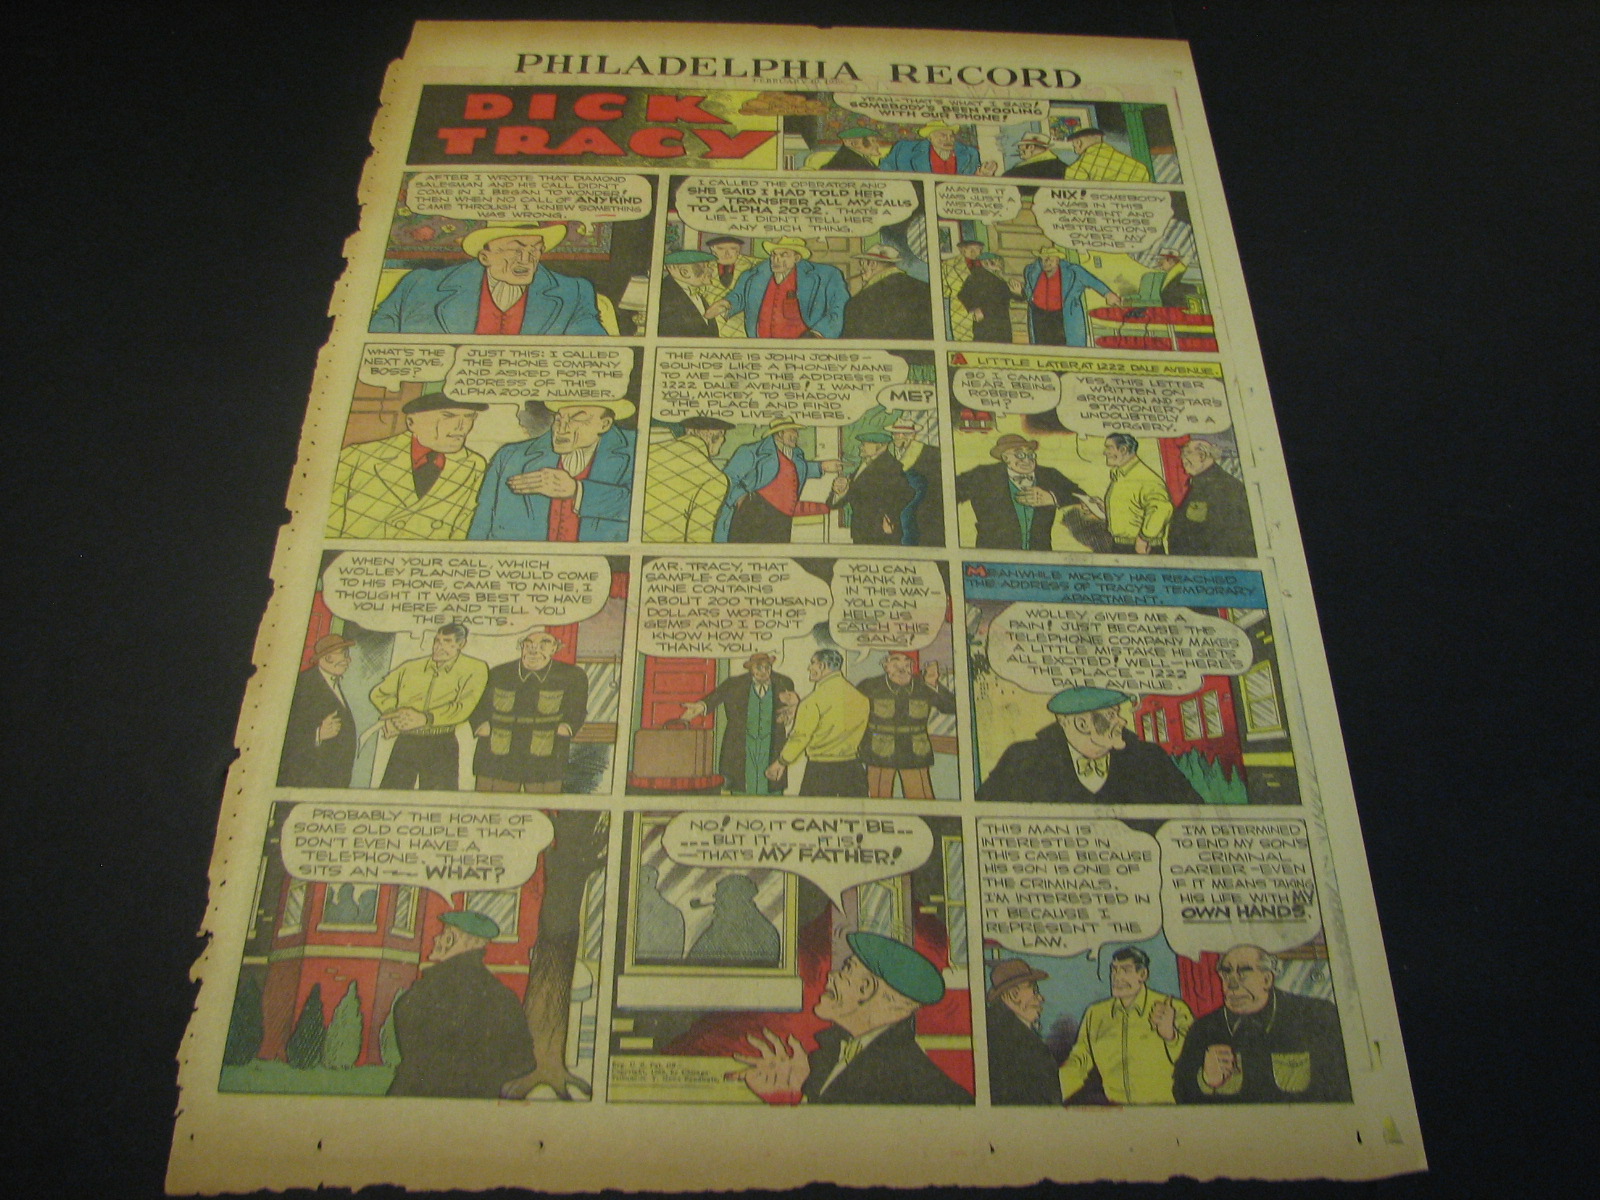 PHILADELPHIA RECORD
FEBRUARY
DICK
TRACY
YEAH-THAT'S WHAT I SAID!
SOMEBODY'S BEEN FOOLING
WITH OUR PHONE!
AFTER I WROTE THAT DIAMOND
SALESMAN AND HIS CALL DIDN'T
COME IN I BEGAN TO WONDER!
THEN WHEN NO CALL OF ANY KIND
CAME THROUGH I KNEW SOMETHING
WAS WRONG.
I CALLED THE OPERATOR AND
SHE SAID I HAD TOLD HER
TO TRANSFER ALL MY CALLS
TO ALPHA 2002. THAT'S A
LIE-I DIDN'T TELL HER
ANY SUCH THING.
MAYBE IT
WAS JUST A
MISTAKE,
WOLLEY.
NIX! SOMEBODY
WAS IN THIS
APARTMENT AND
GAVE THOSE
INSTRUCTIONS
OVER MY
PHONE.
WHAT'S THE
NEXT MOVE,
BOSS?
JUST THIS: I CALLED
THE PHONE COMPANY
AND ASKED FOR THE
ADDRESS OF THIS
ALPHA 2002 NUMBER.
THE NAME IS JOHN JONES-
SOUNDS LIKE A PHONEY NAME
TO ME-AND THE ADDRESS IS
1222 DALE AVENUE! I WANT
YOU, MICKEY, TO SHADOW
THE PLACE AND FIND
OUT WHO LIVES THERE.
ME?
A LITTLE LATER, AT 1222 DALE AVENUE.
SO I CAME
NEAR BEING
ROBBED,
EH?
YES, THIS LETTER
WRITTEN ON
GROHMAN AND STAR'S
STATIONERY
UNDOUBTEDLY IS A
FORGERY.
WHEN YOUR CALL, WHICH
WOLLEY PLANNED WOULD COME
TO HIS PHONE, CAME TO MINE, I
THOUGHT IT WAS BEST TO HAVE
YOU HERE AND TELL YOU
THE FACTS.
MR. TRACY, THAT
SAMPLE CASE OF
MINE CONTAINS
ABOUT 200 THOUSAND
DOLLARS WORTH OF
GEMS AND I DON'T
KNOW HOW TO
THANK YOU.
YOU CAN
THANK ME
IN THIS WAY-
YOU CAN
HELP US
CATCH THIS
GANG!
MEANWHILE MICKEY HAS REACHED
THE ADDRESS OF TRACY'S TEMPORARY
APARTMENT.
WOLLEY, GIVES ME A
PAIN! JUST BECAUSE THE
TELEPHONE COMPANY MAKES
A LITTLE MISTAKE HE GETS
ALL EXCITED! WELL-HERE'S
THE PLACE-1222
DALE AVENUE.
PROBABLY THE HOME OF
SOME OLD COUPLE THAT
DON'T EVEN HAVE A
TELEPHONE. THERE
SITS AN -- WHAT?
NO! NO, IT CAN'T BE--
---BUT IT ---- IT IS!
-THAT'S MY FATHER!
Reg. U. S. Pat. Off.
THIS MAN IS
INTERESTED IN
THIS CASE BECAUSE
HIS SON IS ONE OF
THE CRIMINALS.
I'M INTERESTED IN
IT BECAUSE I
REPRESENT THE
LAW.
I'M DETERMINED
TO END MY SON'S
CRIMINAL
CAREER-EVEN
IF IT MEANS TAKING
HIS LIFE WITH MY
OWN HANDS.